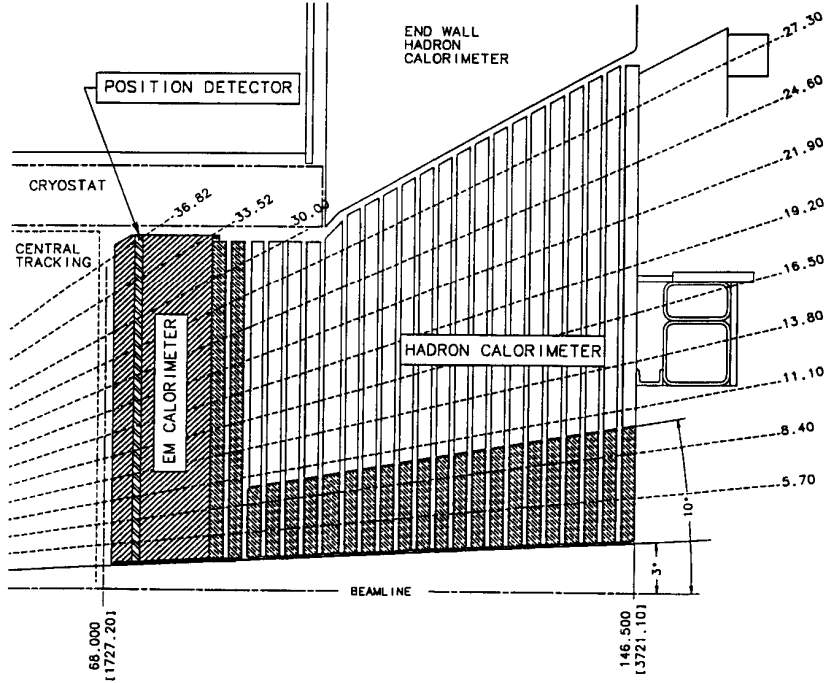 END WALL
HADRON
CALORIMETER
27.30
POSITION DETECTOR
24.60
21.90
CRYOSTAT
36.82
33.52
30.00
19.20
CENTRAL
TRACKING
16.50
EM CALORIMETER
HADRON CALORIMETER
13.80
11.10
8.40
5.70
10°
3°
BEAMLINE
68.000
[1727.20]
146.500
[3721.10]